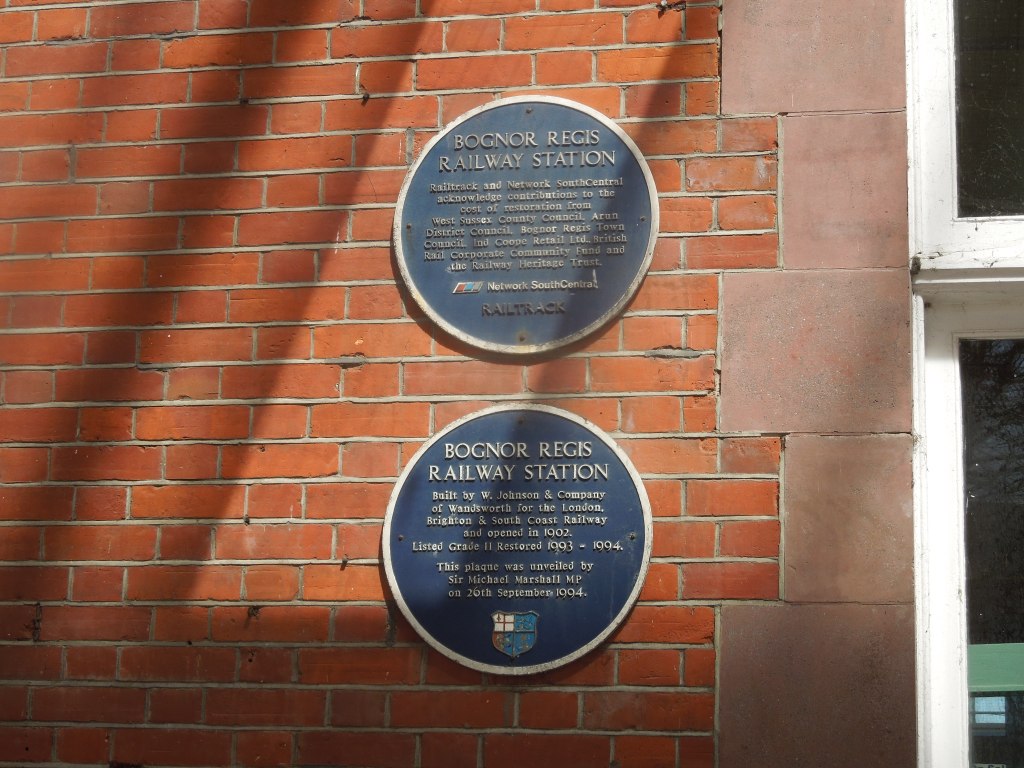 BOGNOR REGIS
RAILWAY STATION
Railtrack and Network SouthCentral
acknowledge contributions to the
cost of restoration from
West Sussex County Council, Arun
District Council, Bognor Regis Town
Council, Ind Coope Retail Ltd., British
Rail Corporate Community Fund and
the Railway Heritage Trust.
Network SouthCentral
RAILTRACK
BOGNOR REGIS
RAILWAY STATION
Built by W. Johnson & Company
of Wandsworth for the London,
Brighton & South Coast Railway
and opened in 1902.
Listed Grade II Restored 1993 - 1994.
This plaque was unveiled by
Sir Michael Marshall MP
on 26th September 1994.